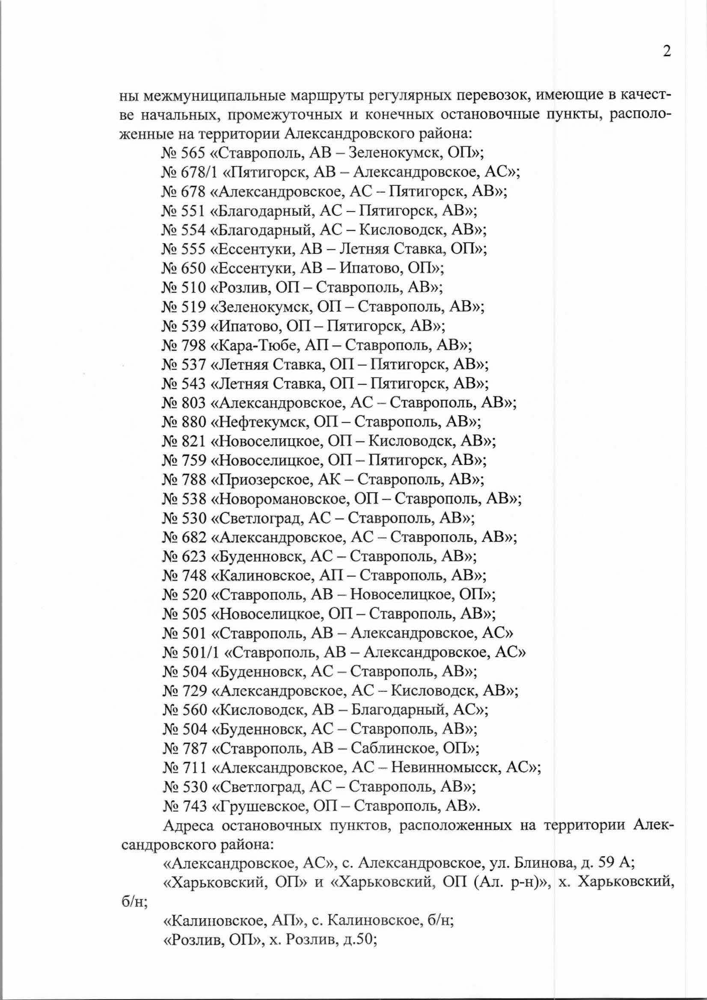 2
ны межмуниципальные маршруты регулярных перевозок, имеющие в качест-
ве начальных, промежуточных и конечных остановочные пункты, располо-
женные на территории Александровского района:
№ 565 «Ставрополь, АВ – Зеленокумск, ОП»;
№ 678/1 «Пятигорск, АВ – Александровское, АС»;
№ 678 «Александровское, АС – Пятигорск, АВ»;
№ 551 «Благодарный, АС – Пятигорск, АВ»;
№ 554 «Благодарный, АС – Кисловодск, АВ»;
№ 555 «Ессентуки, АВ – Летняя Ставка, ОП»;
№ 650 «Ессентуки, АВ – Ипатово, ОП»;
№ 510 «Розлив, ОП – Ставрополь, АВ»;
№ 519 «Зеленокумск, ОП – Ставрополь, АВ»;
№ 539 «Ипатово, ОП – Пятигорск, АВ»;
№ 798 «Кара-Тюбе, АП – Ставрополь, АВ»;
№ 537 «Летняя Ставка, ОП – Пятигорск, АВ»;
№ 543 «Летняя Ставка, ОП – Пятигорск, АВ»;
№ 803 «Александровское, АС – Ставрополь, АВ»;
№ 880 «Нефтекумск, ОП – Ставрополь, АВ»;
№ 821 «Новоселицкое, ОП – Кисловодск, АВ»;
№ 759 «Новоселицкое, ОП – Пятигорск, АВ»;
№ 788 «Приозерское, АК – Ставрополь, АВ»;
№ 538 «Новоромановское, ОП – Ставрополь, АВ»;
№ 530 «Светлоград, АС – Ставрополь, АВ»;
№ 682 «Александровское, АС – Ставрополь, АВ»;
№ 623 «Буденновск, АС – Ставрополь, АВ»;
№ 748 «Калиновское, АП – Ставрополь, АВ»;
№ 520 «Ставрополь, АВ – Новоселицкое, ОП»;
№ 505 «Новоселицкое, ОП – Ставрополь, АВ»;
№ 501 «Ставрополь, АВ – Александровское, АС»
№ 501/1 «Ставрополь, АВ – Александровское, АС»
№ 504 «Буденновск, АС – Ставрополь, АВ»;
№ 729 «Александровское, АС – Кисловодск, АВ»;
№ 560 «Кисловодск, АВ – Благодарный, АС»;
№ 504 «Буденновск, АС – Ставрополь, АВ»;
№ 787 «Ставрополь, АВ – Саблинское, ОП»;
№ 711 «Александровское, АС – Невинномысск, АС»;
№ 530 «Светлоград, АС – Ставрополь, АВ»;
№ 743 «Грушевское, ОП – Ставрополь, АВ».
Адреса остановочных пунктов, расположенных на территории Алек-
сандровского района:
«Александровское, АС», с. Александровское, ул. Блинова, д. 59 А;
«Харьковский, ОП» и «Харьковский, ОП (Ал. р-н)», х. Харьковский,
б/н;
«Калиновское, АП», с. Калиновское, б/н;
«Розлив, ОП», х. Розлив, д.50;